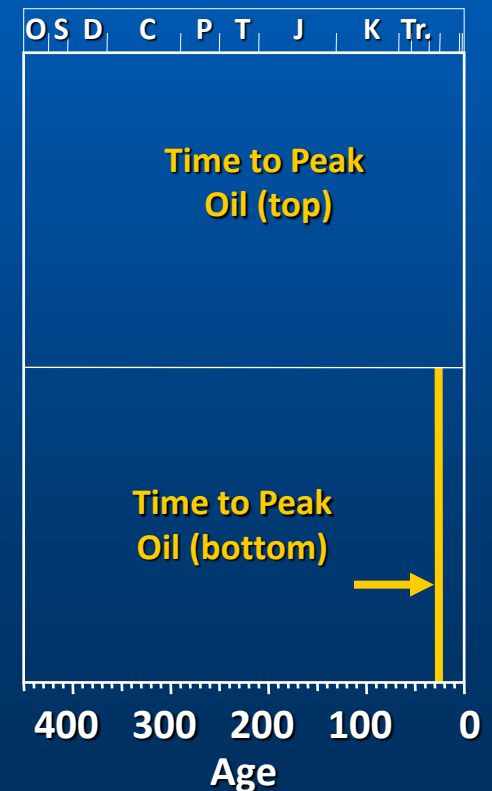 O S D C P T J K Tr.
Time to Peak
Oil (top)
Time to Peak
Oil (bottom)
400 300 200 100 0
Age